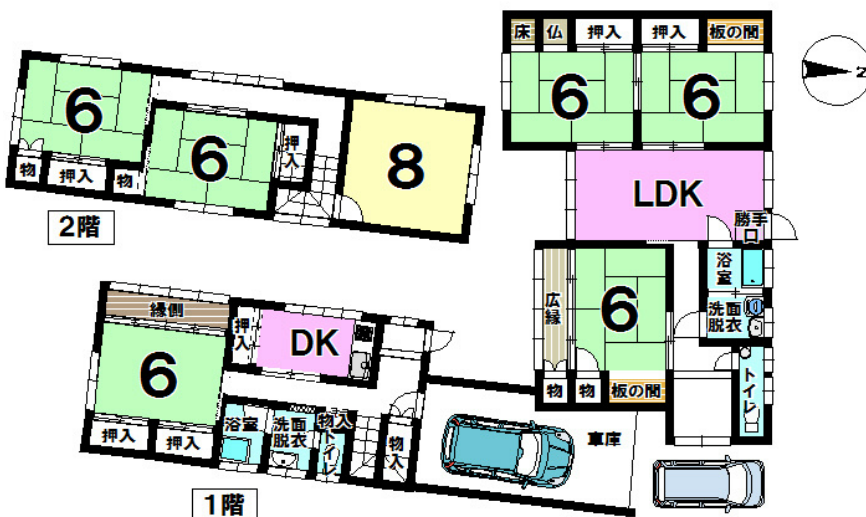 6
6
8
物
押入
物
押入
2階
縁側
押入
DK
6
浴室
洗面
脱衣
物入
トイレ
物入
押入
押入
1階
車庫
床
仏
押入
押入
板の間
6
6
LDK
勝手
口
広縁
6
浴室
洗面
脱衣
トイレ
物
物
板の間
Z